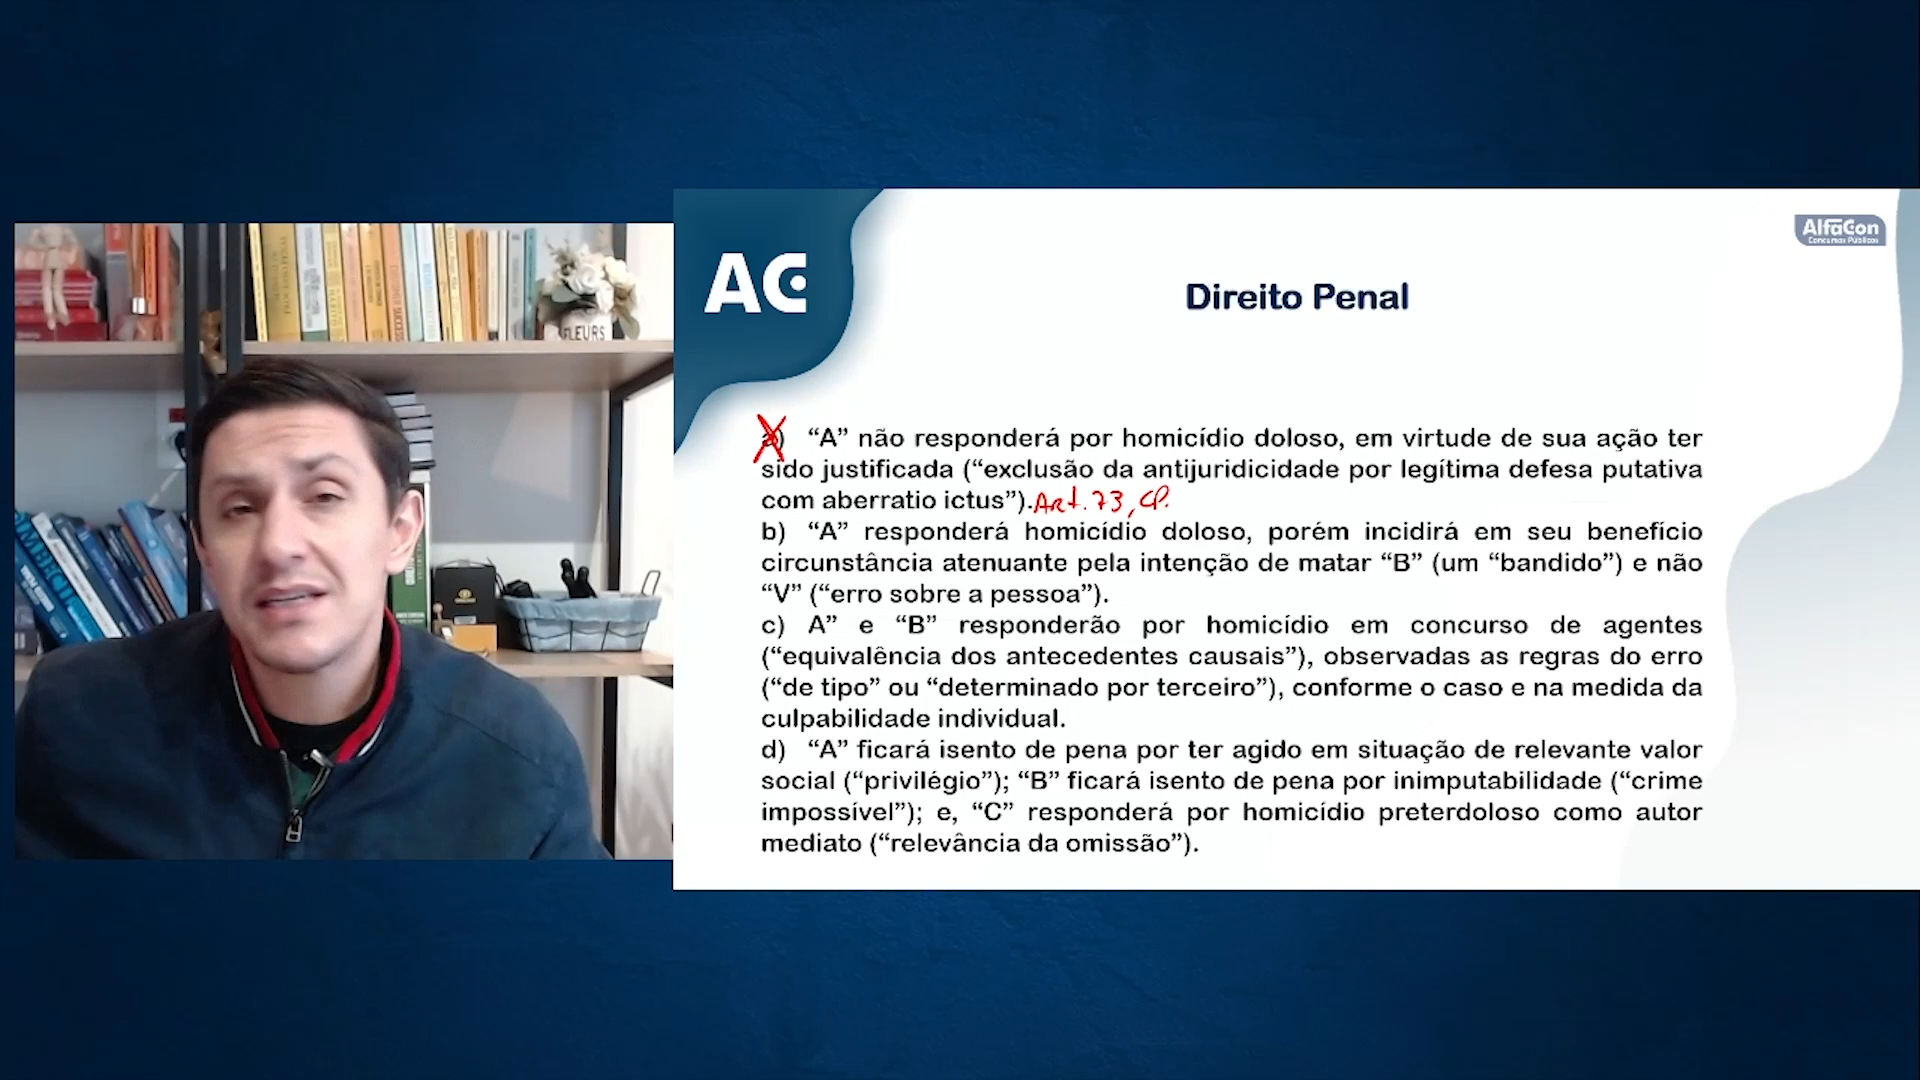 FLEURS
AC
AlfaCon
Concursos Públicos
Direito Penal
a) “A” não responderá por homicídio doloso, em virtude de sua ação ter
sido justificada (“exclusão da antijuridicidade por legítima defesa putativa
com aberratio ictus”). Art. 73, CP.
b) “A” responderá homicídio doloso, porém incidirá em seu benefício
circunstância atenuante pela intenção de matar “B” (um “bandido”) e não
“V” (“erro sobre a pessoa”).
c) A” e “B” responderão por homicídio em concurso de agentes
(“equivalência dos antecedentes causais”), observadas as regras do erro
(“de tipo” ou “determinado por terceiro”), conforme o caso e na medida da
culpabilidade individual.
d) “A” ficará isento de pena por ter agido em situação de relevante valor
social (“privilégio”); “B” ficará isento de pena por inimputabilidade (“crime
impossível”); e, “C” responderá por homicídio preterdoloso como autor
mediato (“relevância da omissão”).